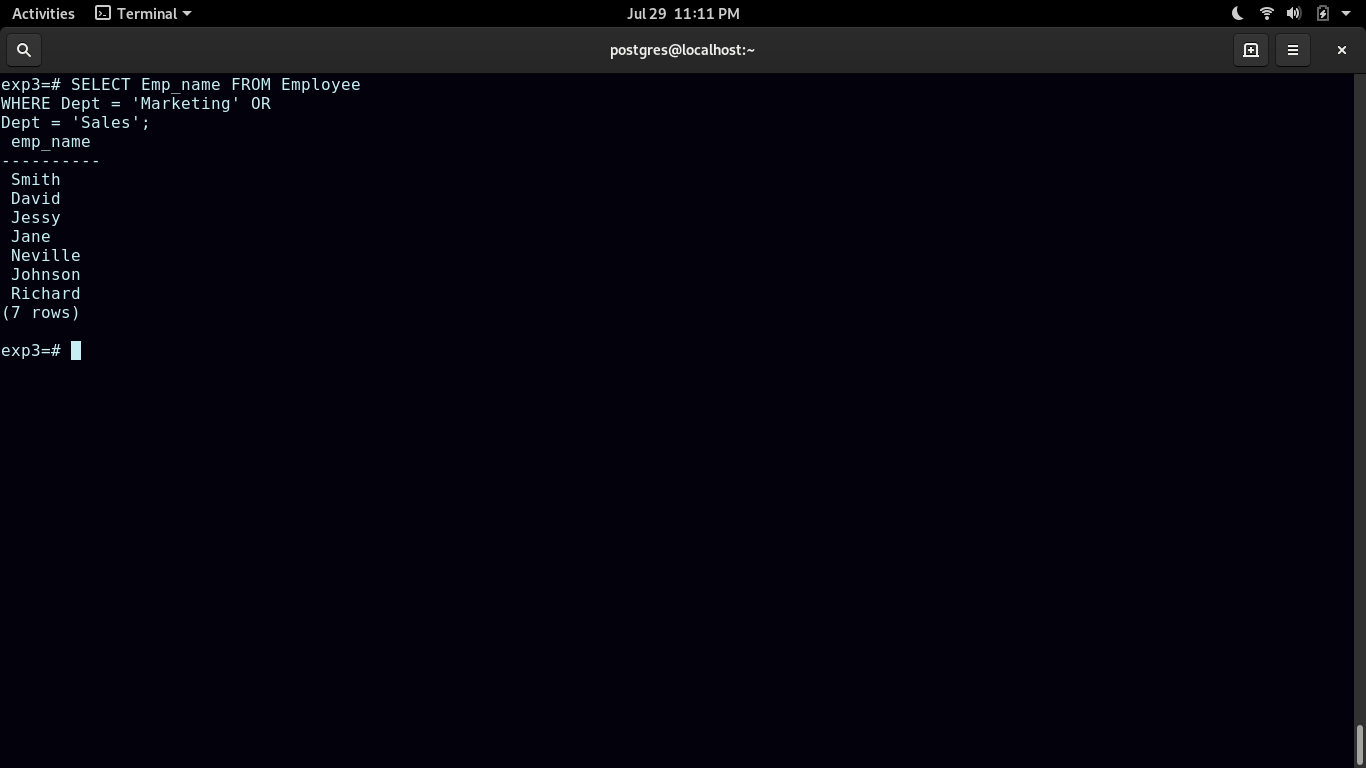 Activities Terminal Jul 29 11:11 PM
postgres@localhost:~
exp3=# SELECT Emp_name FROM Employee
WHERE Dept = 'Marketing' OR
Dept = 'Sales';
 emp_name
----------
 Smith
 David
 Jessy
 Jane
 Neville
 Johnson
 Richard
(7 rows)

exp3=#